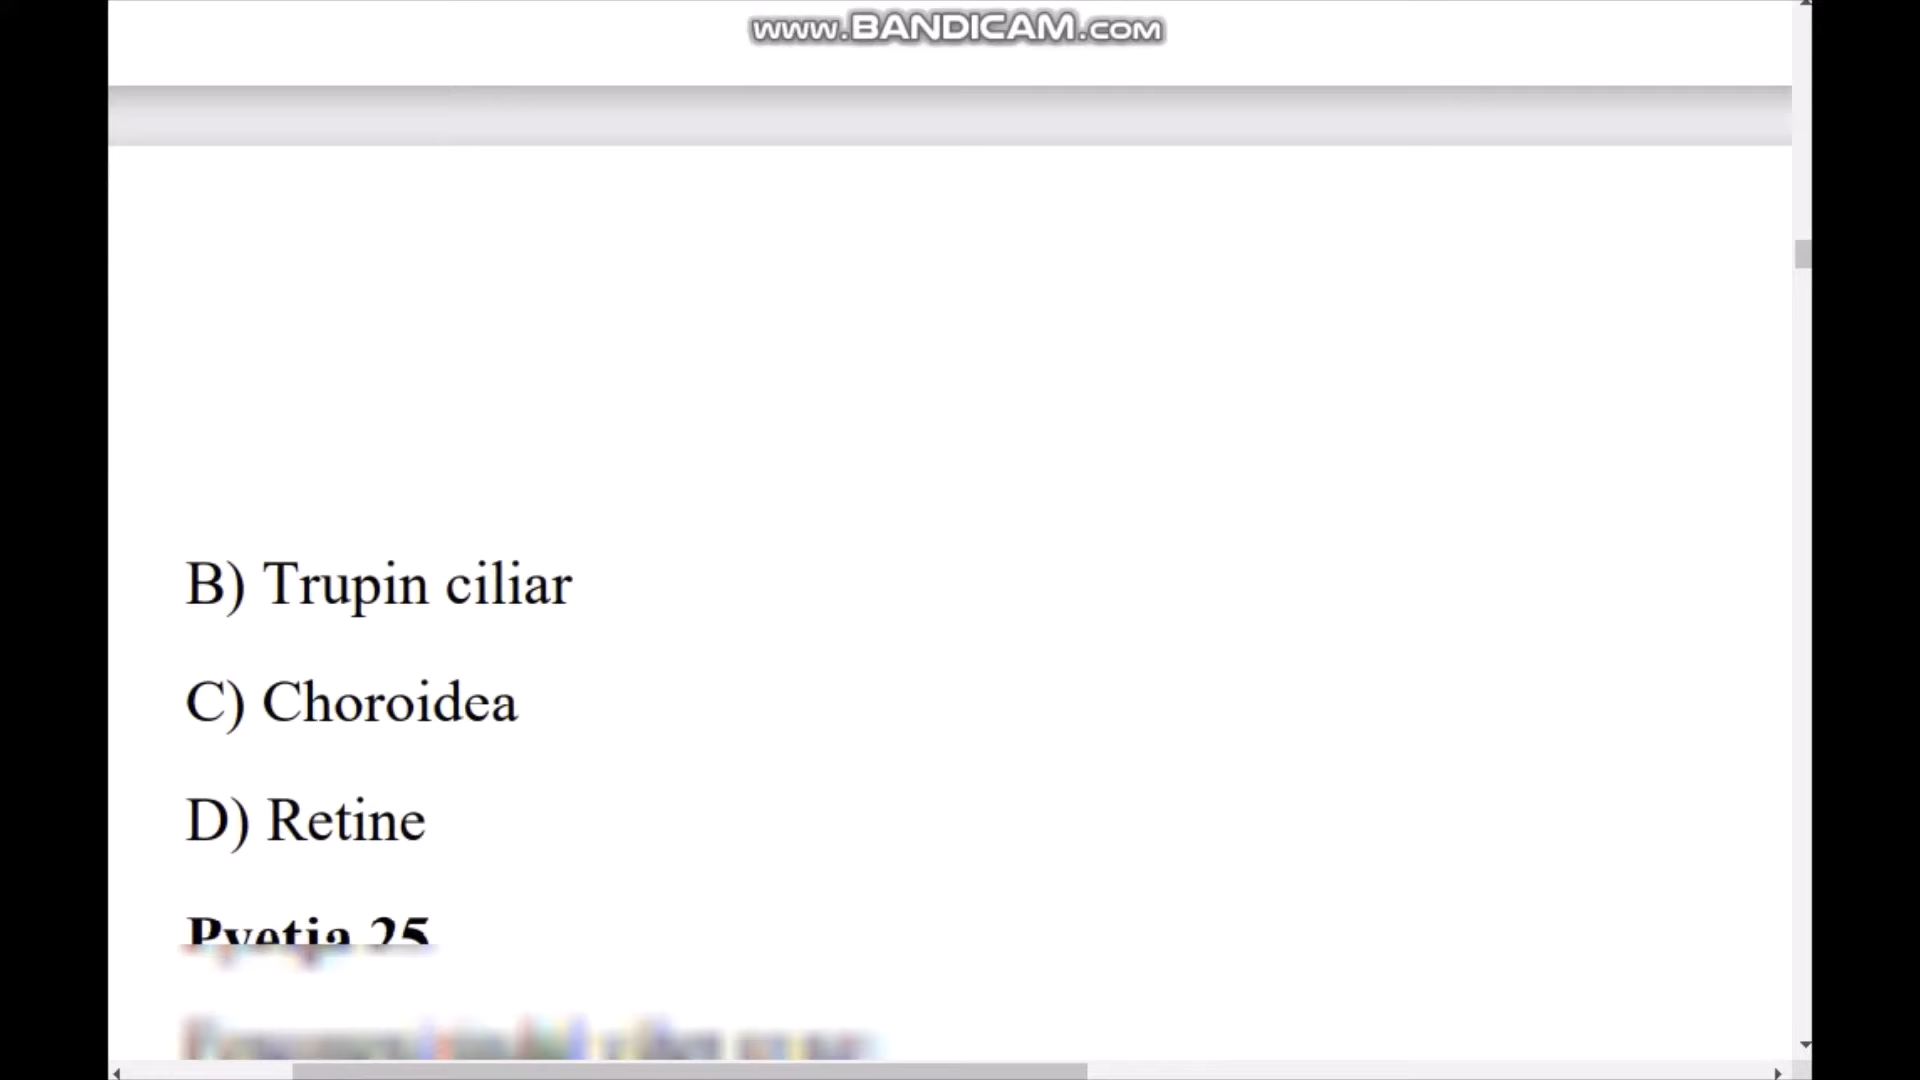 www.BANDICAM.com
B) Trupin ciliar
C) Choroidea
D) Retine
Pyetja 25